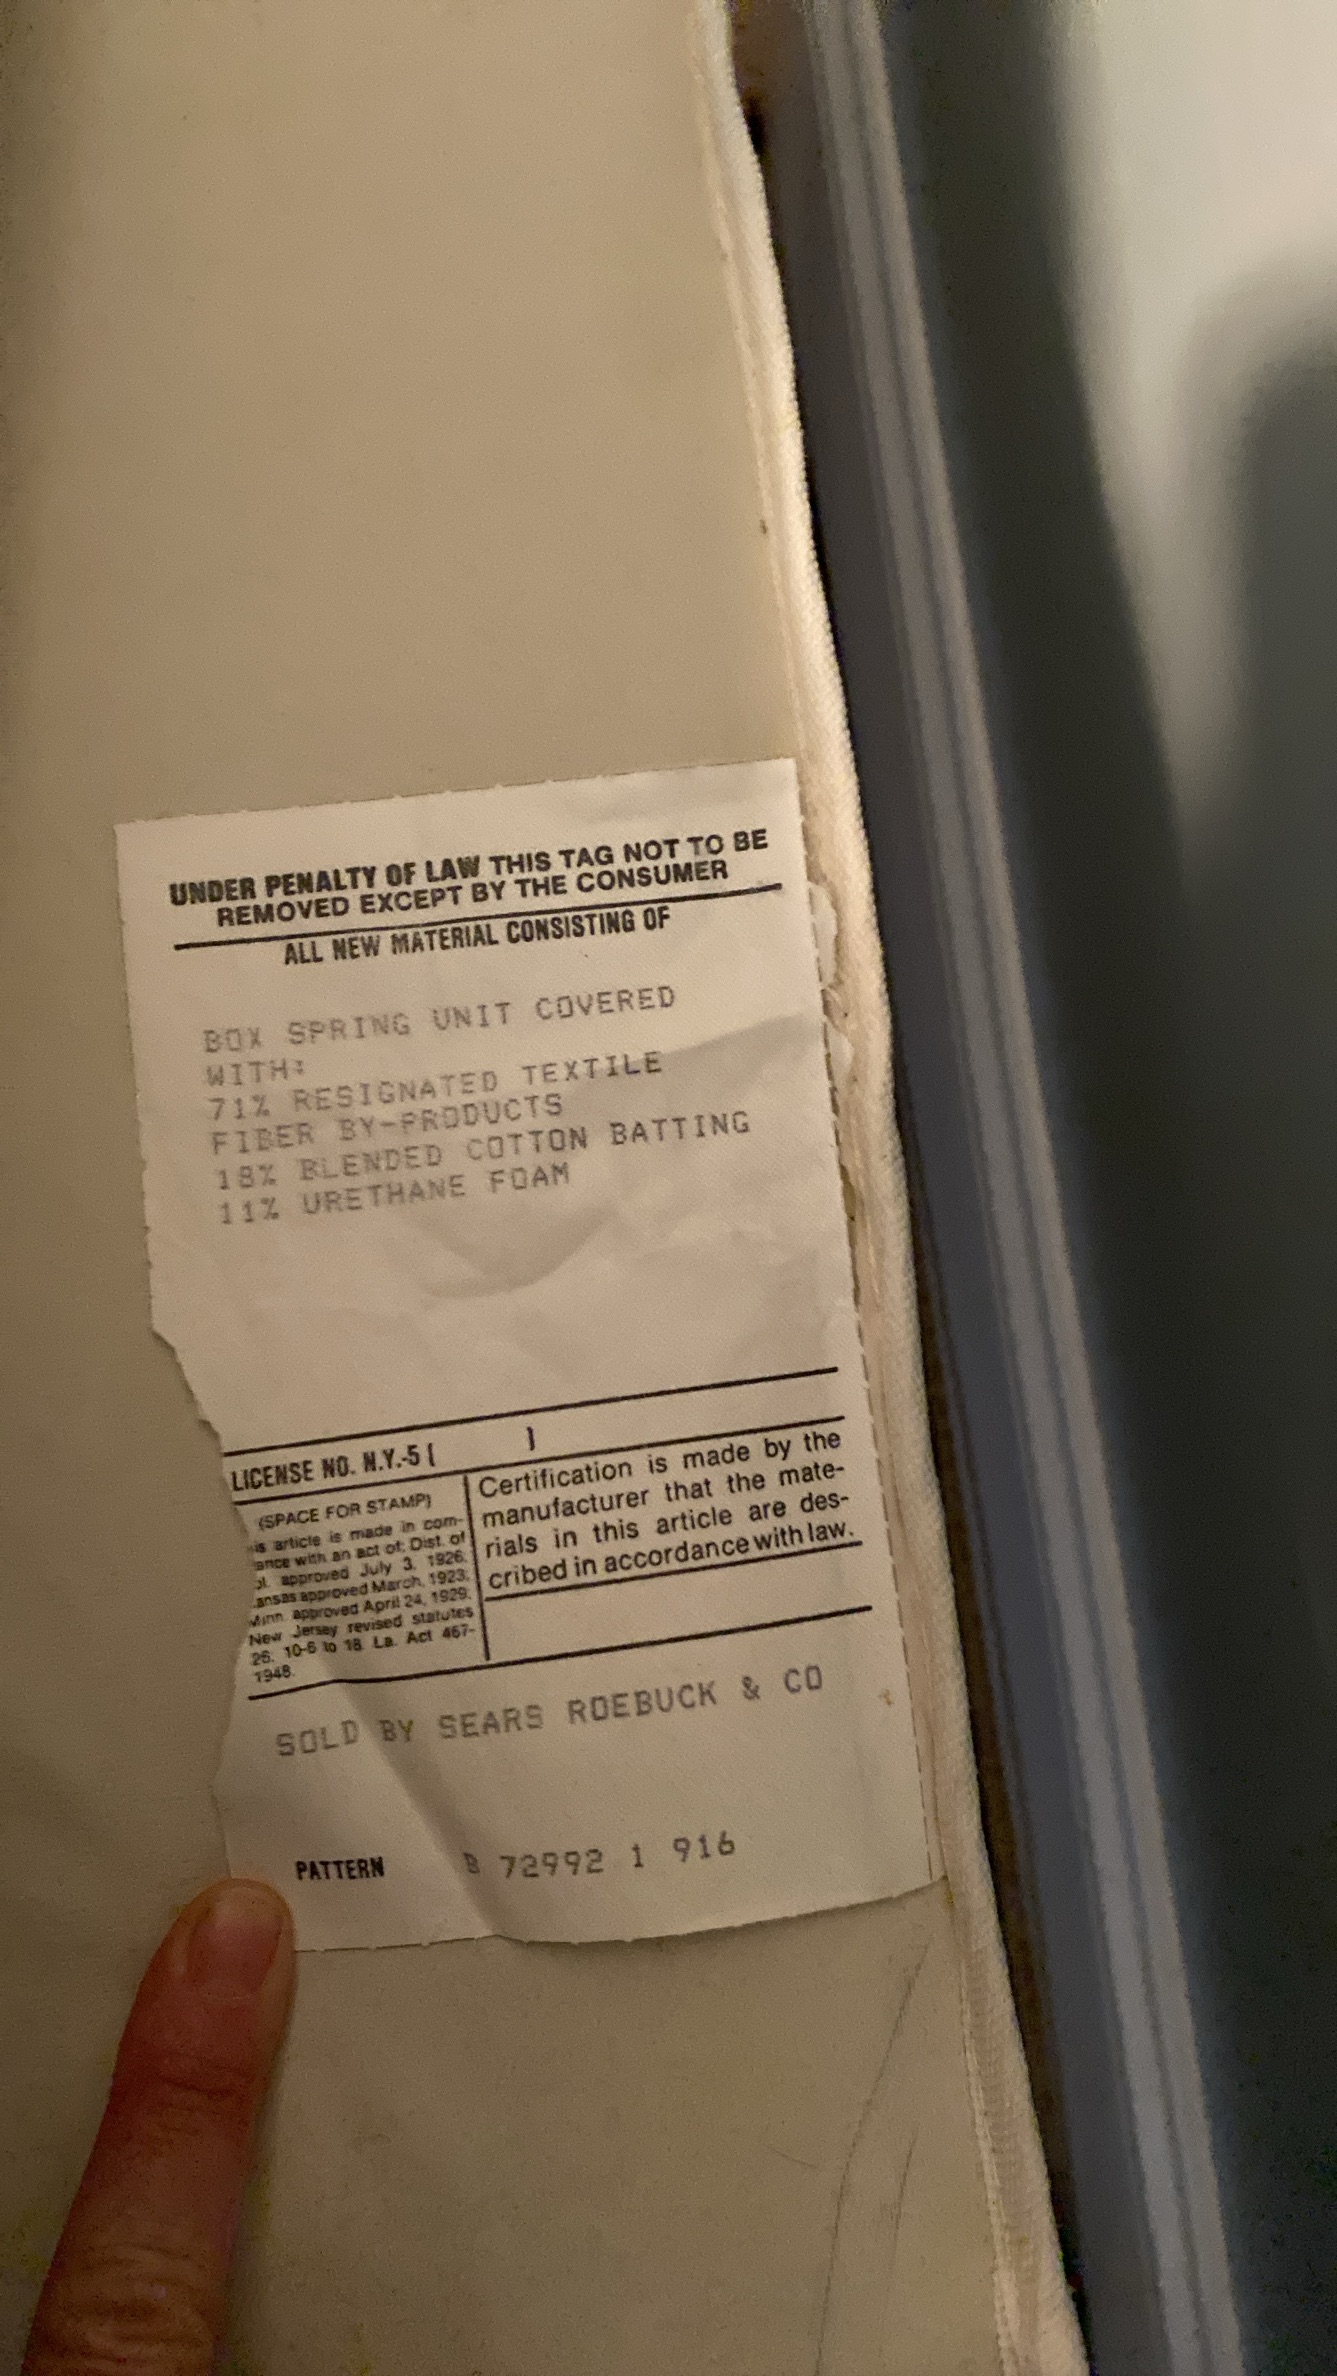 UNDER PENALTY OF LAW THIS TAG NOT TO BE
REMOVED EXCEPT BY THE CONSUMER
ALL NEW MATERIAL CONSISTING OF
BOX SPRING UNIT COVERED
WITH:
71% RESIGNATED TEXTILE
FIBER BY-PRODUCTS
18% BLENDED COTTON BATTING
11% URETHANE FOAM
LICENSE NO. N.Y.-5 ( )
(SPACE FOR STAMP)
is article is made in com-
ance with an act of: Dist. of
ol. approved July 3, 1926;
ansas approved March, 1923;
Minn. approved April 24, 1929;
New Jersey revised statutes
26: 10-6 to 18. La. Act 467-
1948.
Certification is made by the
manufacturer that the mate-
rials in this article are des-
cribed in accordance with law.
SOLD BY SEARS ROEBUCK & CO
PATTERN B 72992 1 916